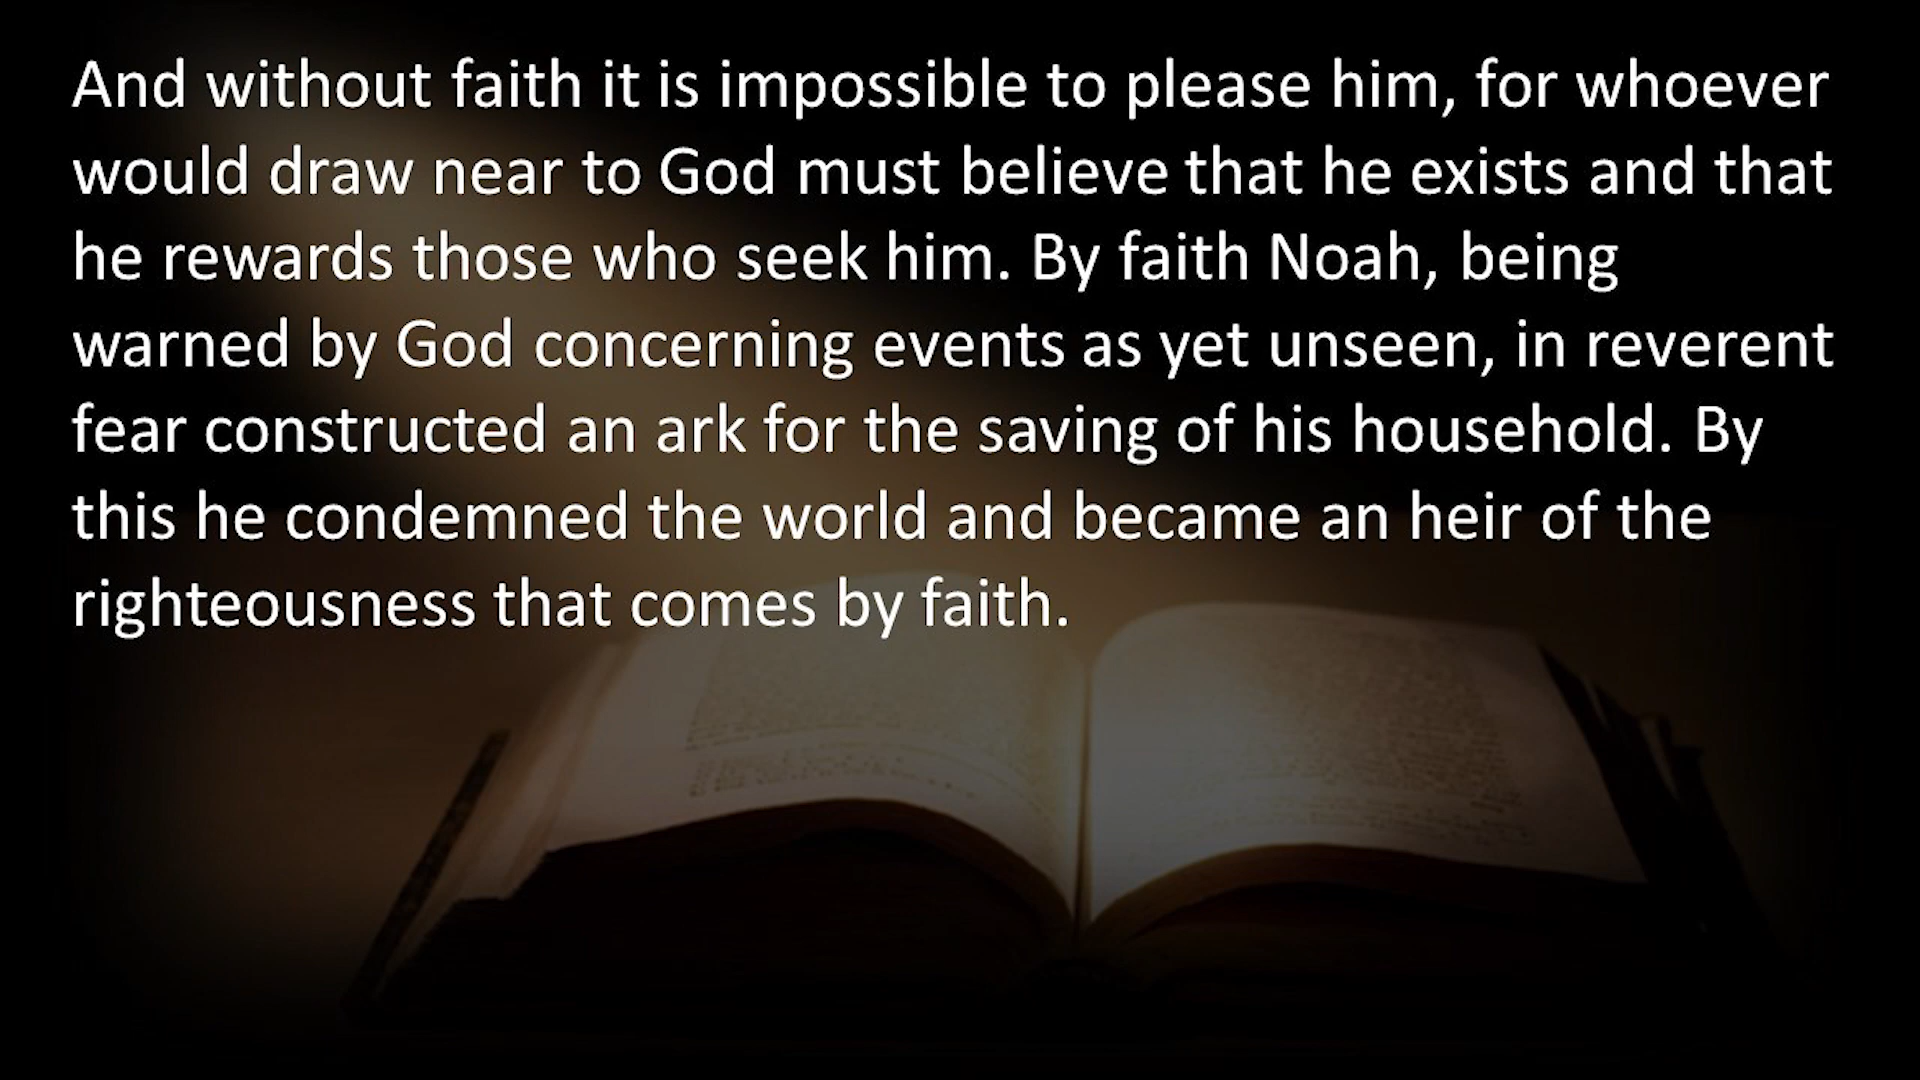 And without faith it is impossible to please him, for whoever
would draw near to God must believe that he exists and that
he rewards those who seek him. By faith Noah, being
warned by God concerning events as yet unseen, in reverent
fear constructed an ark for the saving of his household. By
this he condemned the world and became an heir of the
righteousness that comes by faith.